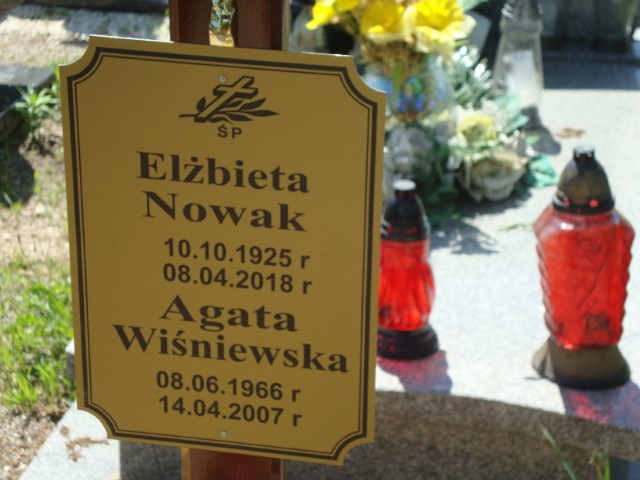 ŚP
Elżbieta
Nowak
10.10.1925 r
08.04.2018 r
Agata
Wiśniewska
08.06.1966 r
14.04.2007 r